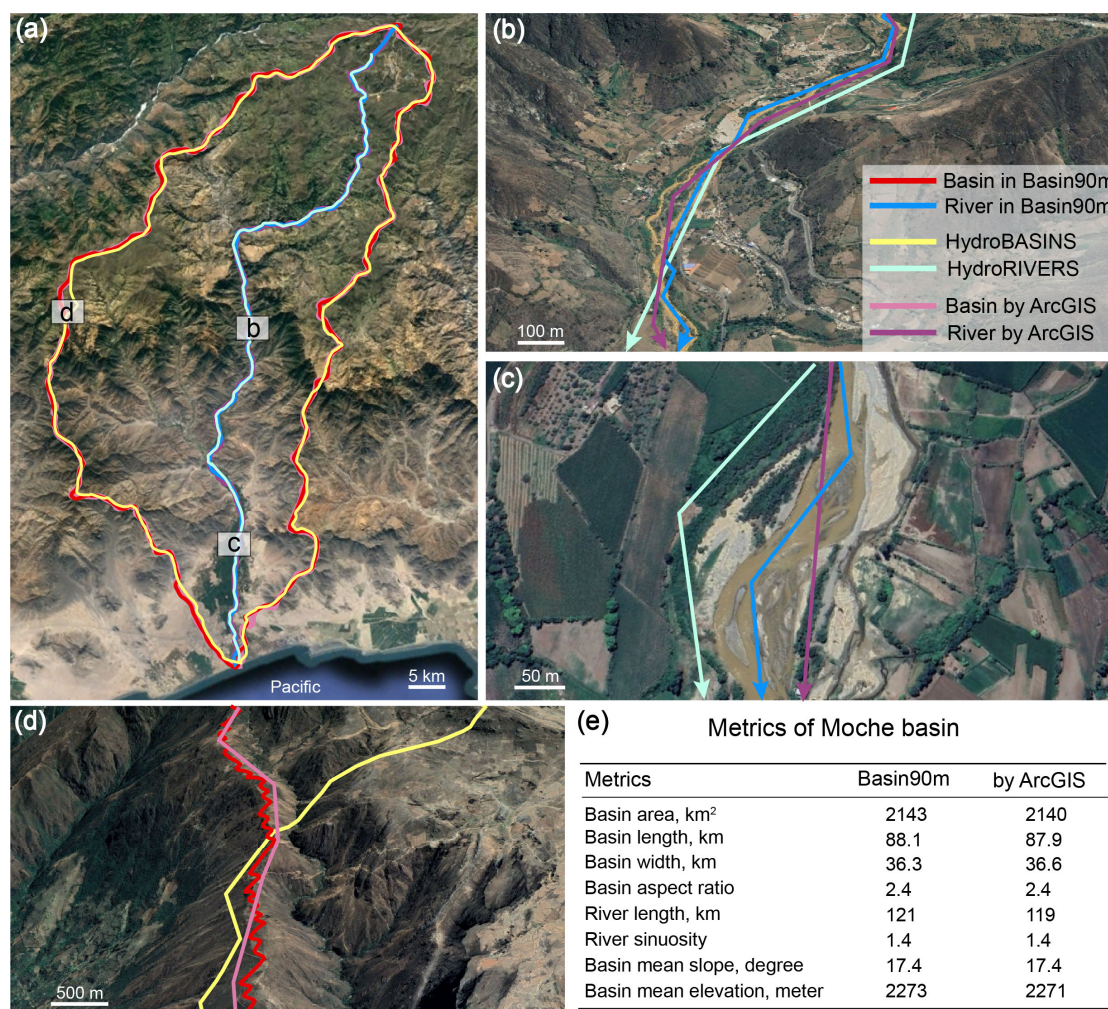 (a)
d
b
c
Pacific
5 km
(b)
100 m
Basin in Basin90m
River in Basin90m
HydroBASINS
HydroRIVERS
Basin by ArcGIS
River by ArcGIS
(c)
50 m
(d)
500 m
(e)
Metrics of Moche basin
Metrics Basin90m by ArcGIS
Basin area, km² 2143 2140
Basin length, km 88.1 87.9
Basin width, km 36.3 36.6
Basin aspect ratio 2.4 2.4
River length, km 121 119
River sinuosity 1.4 1.4
Basin mean slope, degree 17.4 17.4
Basin mean elevation, meter 2273 2271